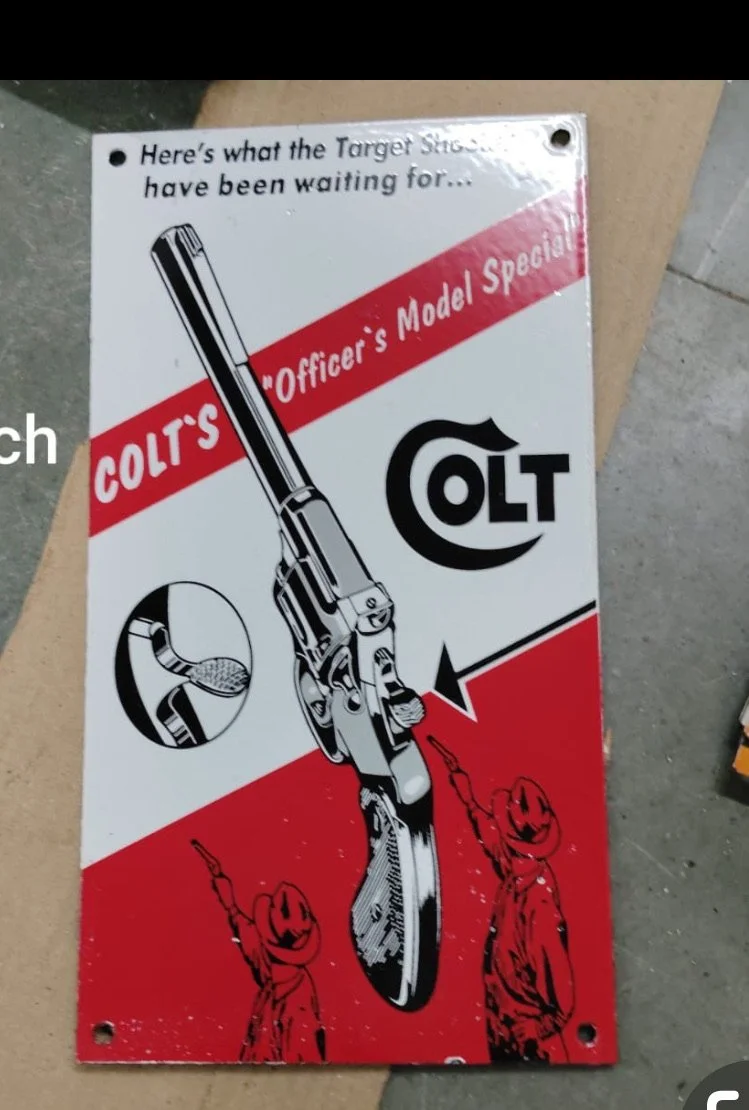 Here's what the Target
have been waiting for...
COLT`S "Officer`s Model Special"
COLT
ch